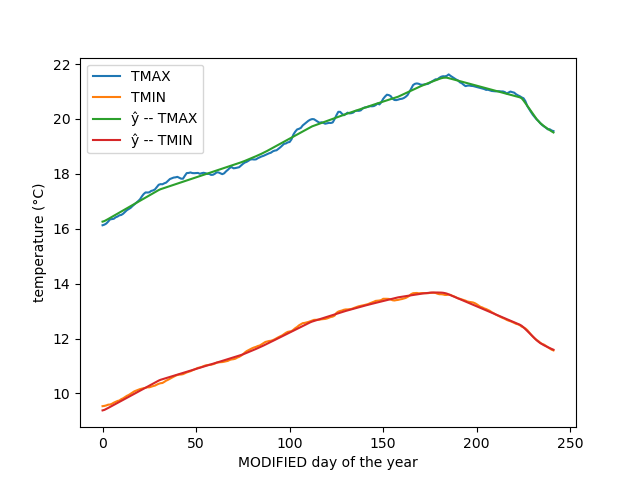 22
20
18
16
14
12
10
temperature (°C)
TMAX
TMIN
ŷ -- TMAX
ŷ -- TMIN
0 50 100 150 200 250
MODIFIED day of the year